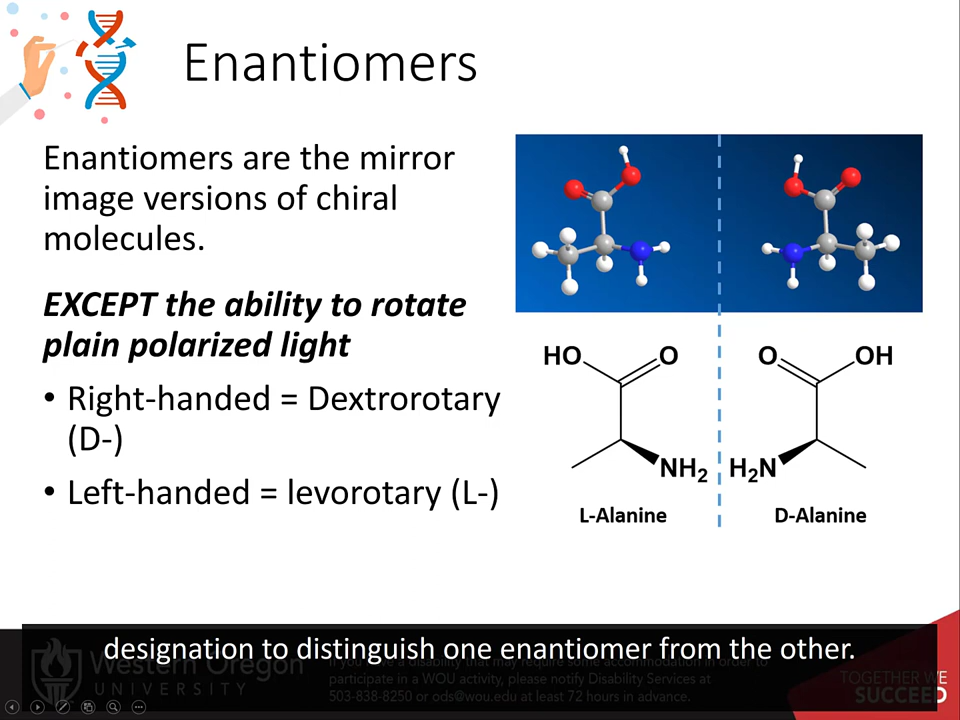 Enantiomers
Enantiomers are the mirror
image versions of chiral
molecules.
EXCEPT the ability to rotate
plain polarized light
• Right-handed = Dextrorotary
(D-)
• Left-handed = levorotary (L-)
HO
O
O
OH
NH2
H2N
L-Alanine
D-Alanine
designation to distinguish one enantiomer from the other.
Western Oregon
UNIVERSITY
If you have a disability that may require some accommodation in order to
participate in a WOU activity, please notify Disability Services at
503-838-8250 or ods@wou.edu at least 72 hours in advance.
TOGETHER WE
SUCCEED